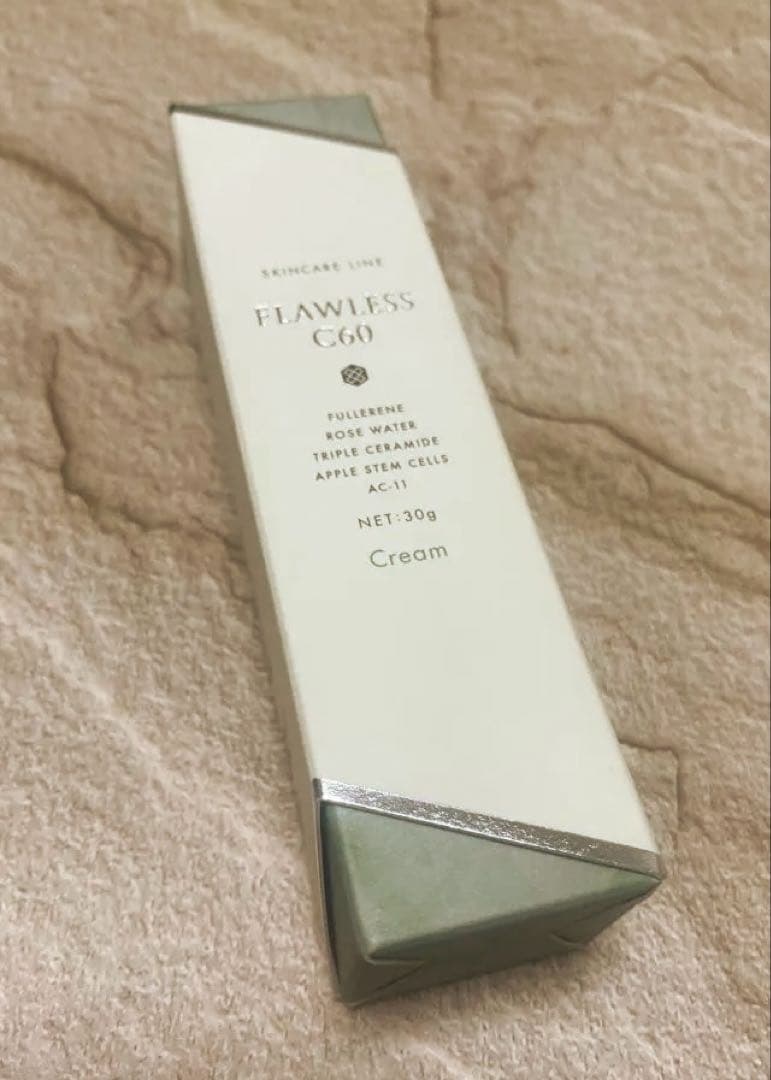 SKINCARE LINE
FLAWLESS
C60
FULLERENE
ROSE WATER
TRIPLE CERAMIDE
APPLE STEM CELLS
AC-11
NET:30g
Cream